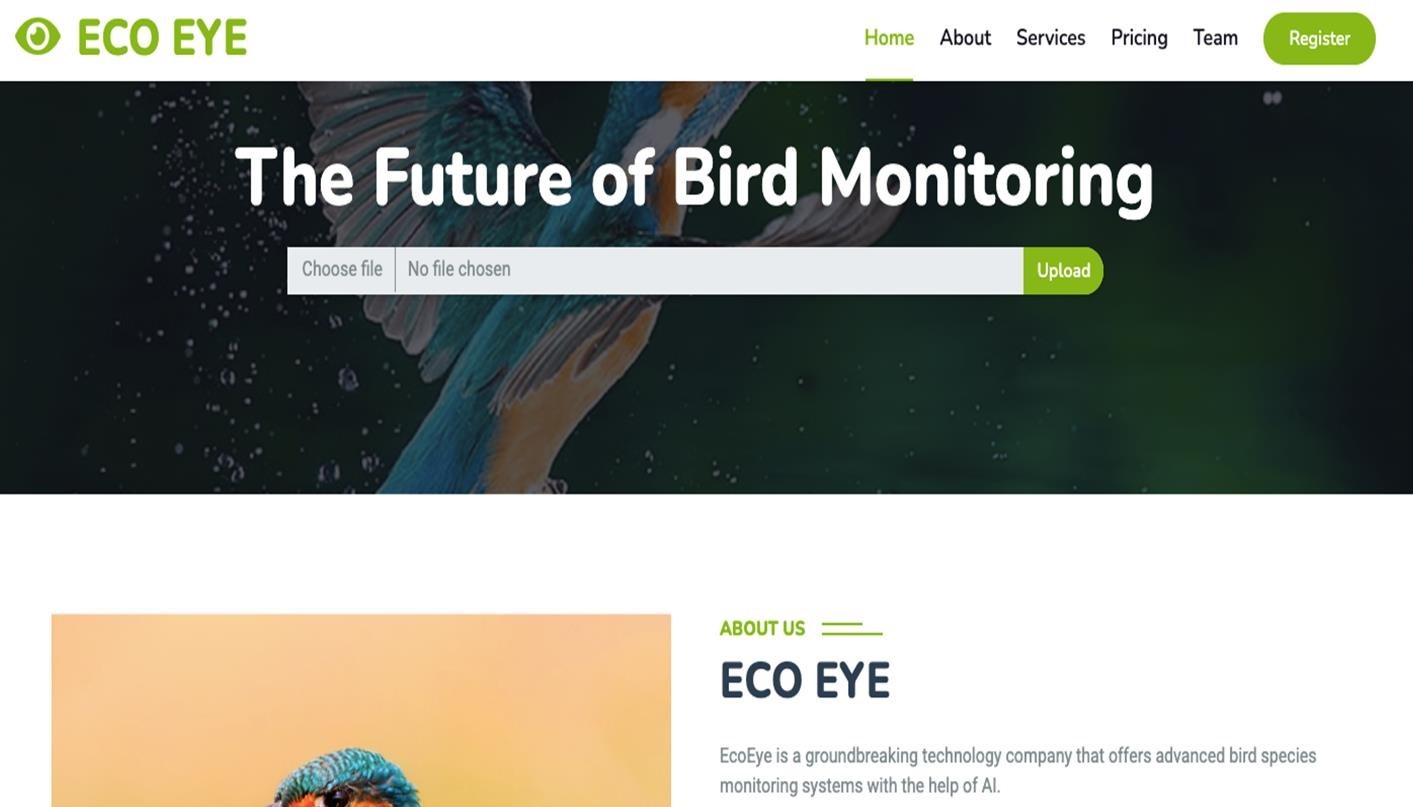 ECO EYE
Home About Services Pricing Team Register
The Future of Bird Monitoring
Choose file No file chosen Upload
ABOUT US
ECO EYE
EcoEye is a groundbreaking technology company that offers advanced bird species
monitoring systems with the help of AI.